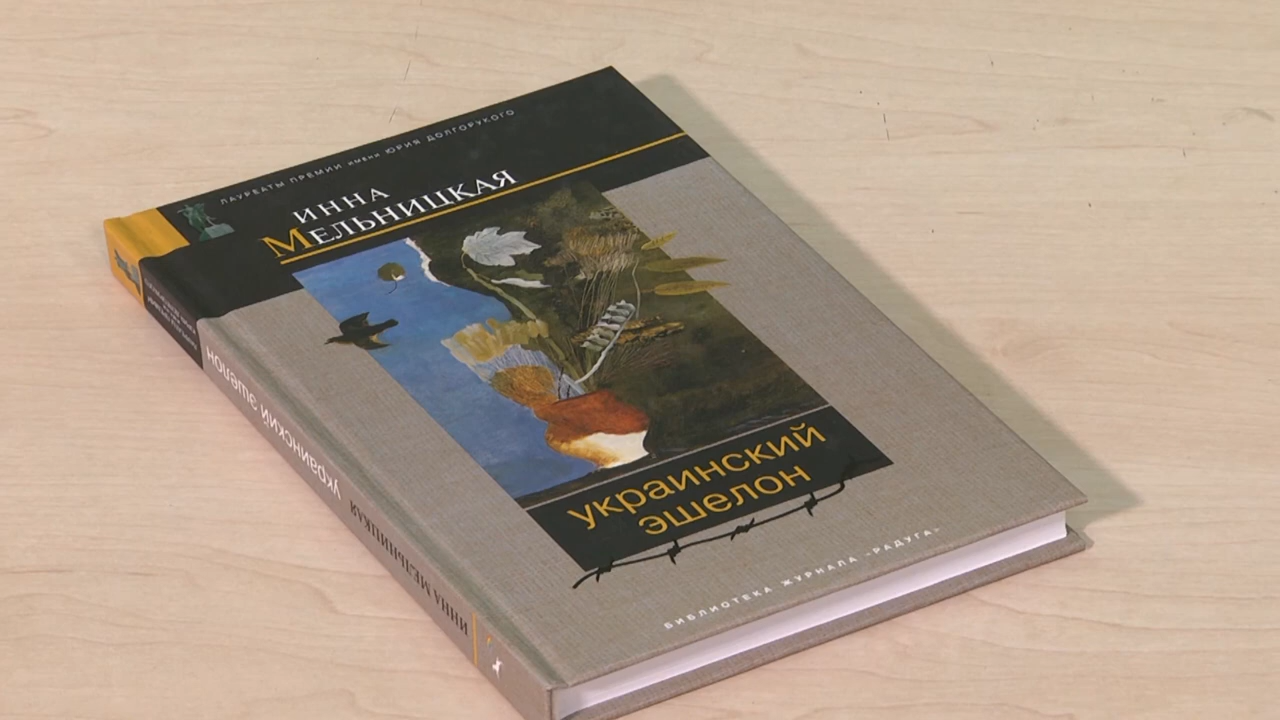 ЛАУРЕАТЫ ПРЕМИИ ИМЕНИ ЮРИЯ ДОЛГОРУКОГО
ИННА
МЕЛЬНИЦКАЯ
украинский
эшелон
БИБЛИОТЕКА ЖУРНАЛА «РАДУГА»
ИННА МЕЛЬНИЦКАЯ украинский эшелон